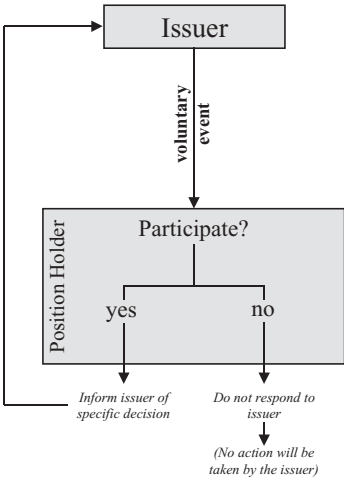 Issuer
voluntary
event
Position Holder
Participate?
yes
no
Inform issuer of
specific decision
Do not respond to
issuer
(No action will be
taken by the issuer)